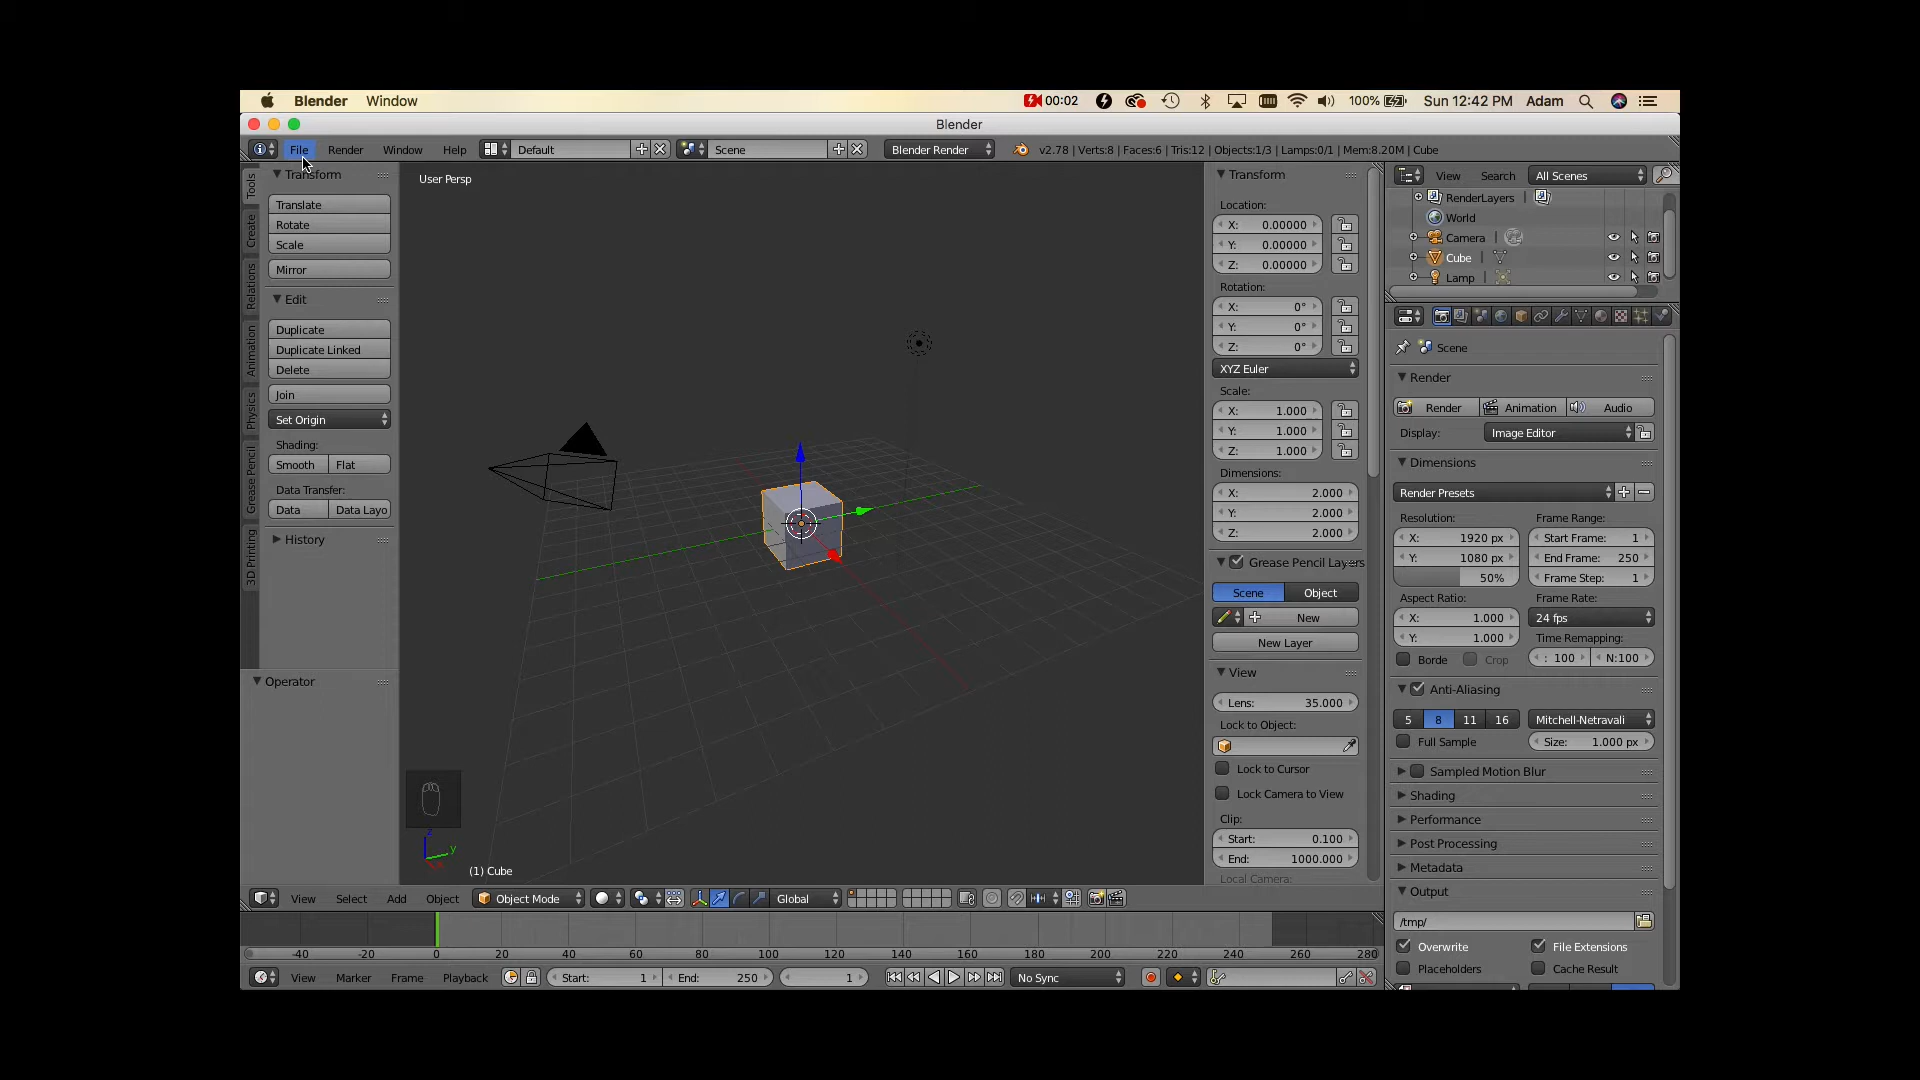 Blender Window 00:02 100% Sun 12:42 PM Adam
Blender
File Render Window Help Default Scene Blender Render v2.78 | Verts:8 | Faces:6 | Tris:12 | Objects:1/3 | Lamps:0/1 | Mem:8.20M | Cube
Tools
Create
Relations
Animation
Physics
Grease Pencil
3D Printing
Transform
Translate
Rotate
Scale
Mirror
Edit
Duplicate
Duplicate Linked
Delete
Join
Set Origin
Shading:
Smooth Flat
Data Transfer:
Data Data Layo
History
Operator
User Persp
z
y
(1) Cube
Transform
Location:
X: 0.00000
Y: 0.00000
Z: 0.00000
Rotation:
X: 0°
Y: 0°
Z: 0°
XYZ Euler
Scale:
X: 1.000
Y: 1.000
Z: 1.000
Dimensions:
X: 2.000
Y: 2.000
Z: 2.000
Grease Pencil Layers
Scene Object
New
New Layer
View
Lens: 35.000
Lock to Object:
Lock to Cursor
Lock Camera to View
Clip:
Start: 0.100
End: 1000.000
Local Camera:
View Search All Scenes
RenderLayers |
World
Camera |
Cube |
Lamp |
Scene
Render
Render Animation Audio
Display: Image Editor
Dimensions
Render Presets
Resolution: Frame Range:
X: 1920 px Start Frame: 1
Y: 1080 px End Frame: 250
50% Frame Step: 1
Aspect Ratio: Frame Rate:
X: 1.000 24 fps
Y: 1.000 Time Remapping:
Borde Crop : 100 N:100
Anti-Aliasing
5 8 11 16 Mitchell-Netravali
Full Sample Size: 1.000 px
Sampled Motion Blur
Shading
Performance
Post Processing
Metadata
Output
/tmp/
Overwrite File Extensions
Placeholders Cache Result
View Select Add Object Object Mode Global
-40 -20 0 20 40 60 80 100 120 140 160 180 200 220 240 260 280
View Marker Frame Playback Start: 1 End: 250 1 No Sync